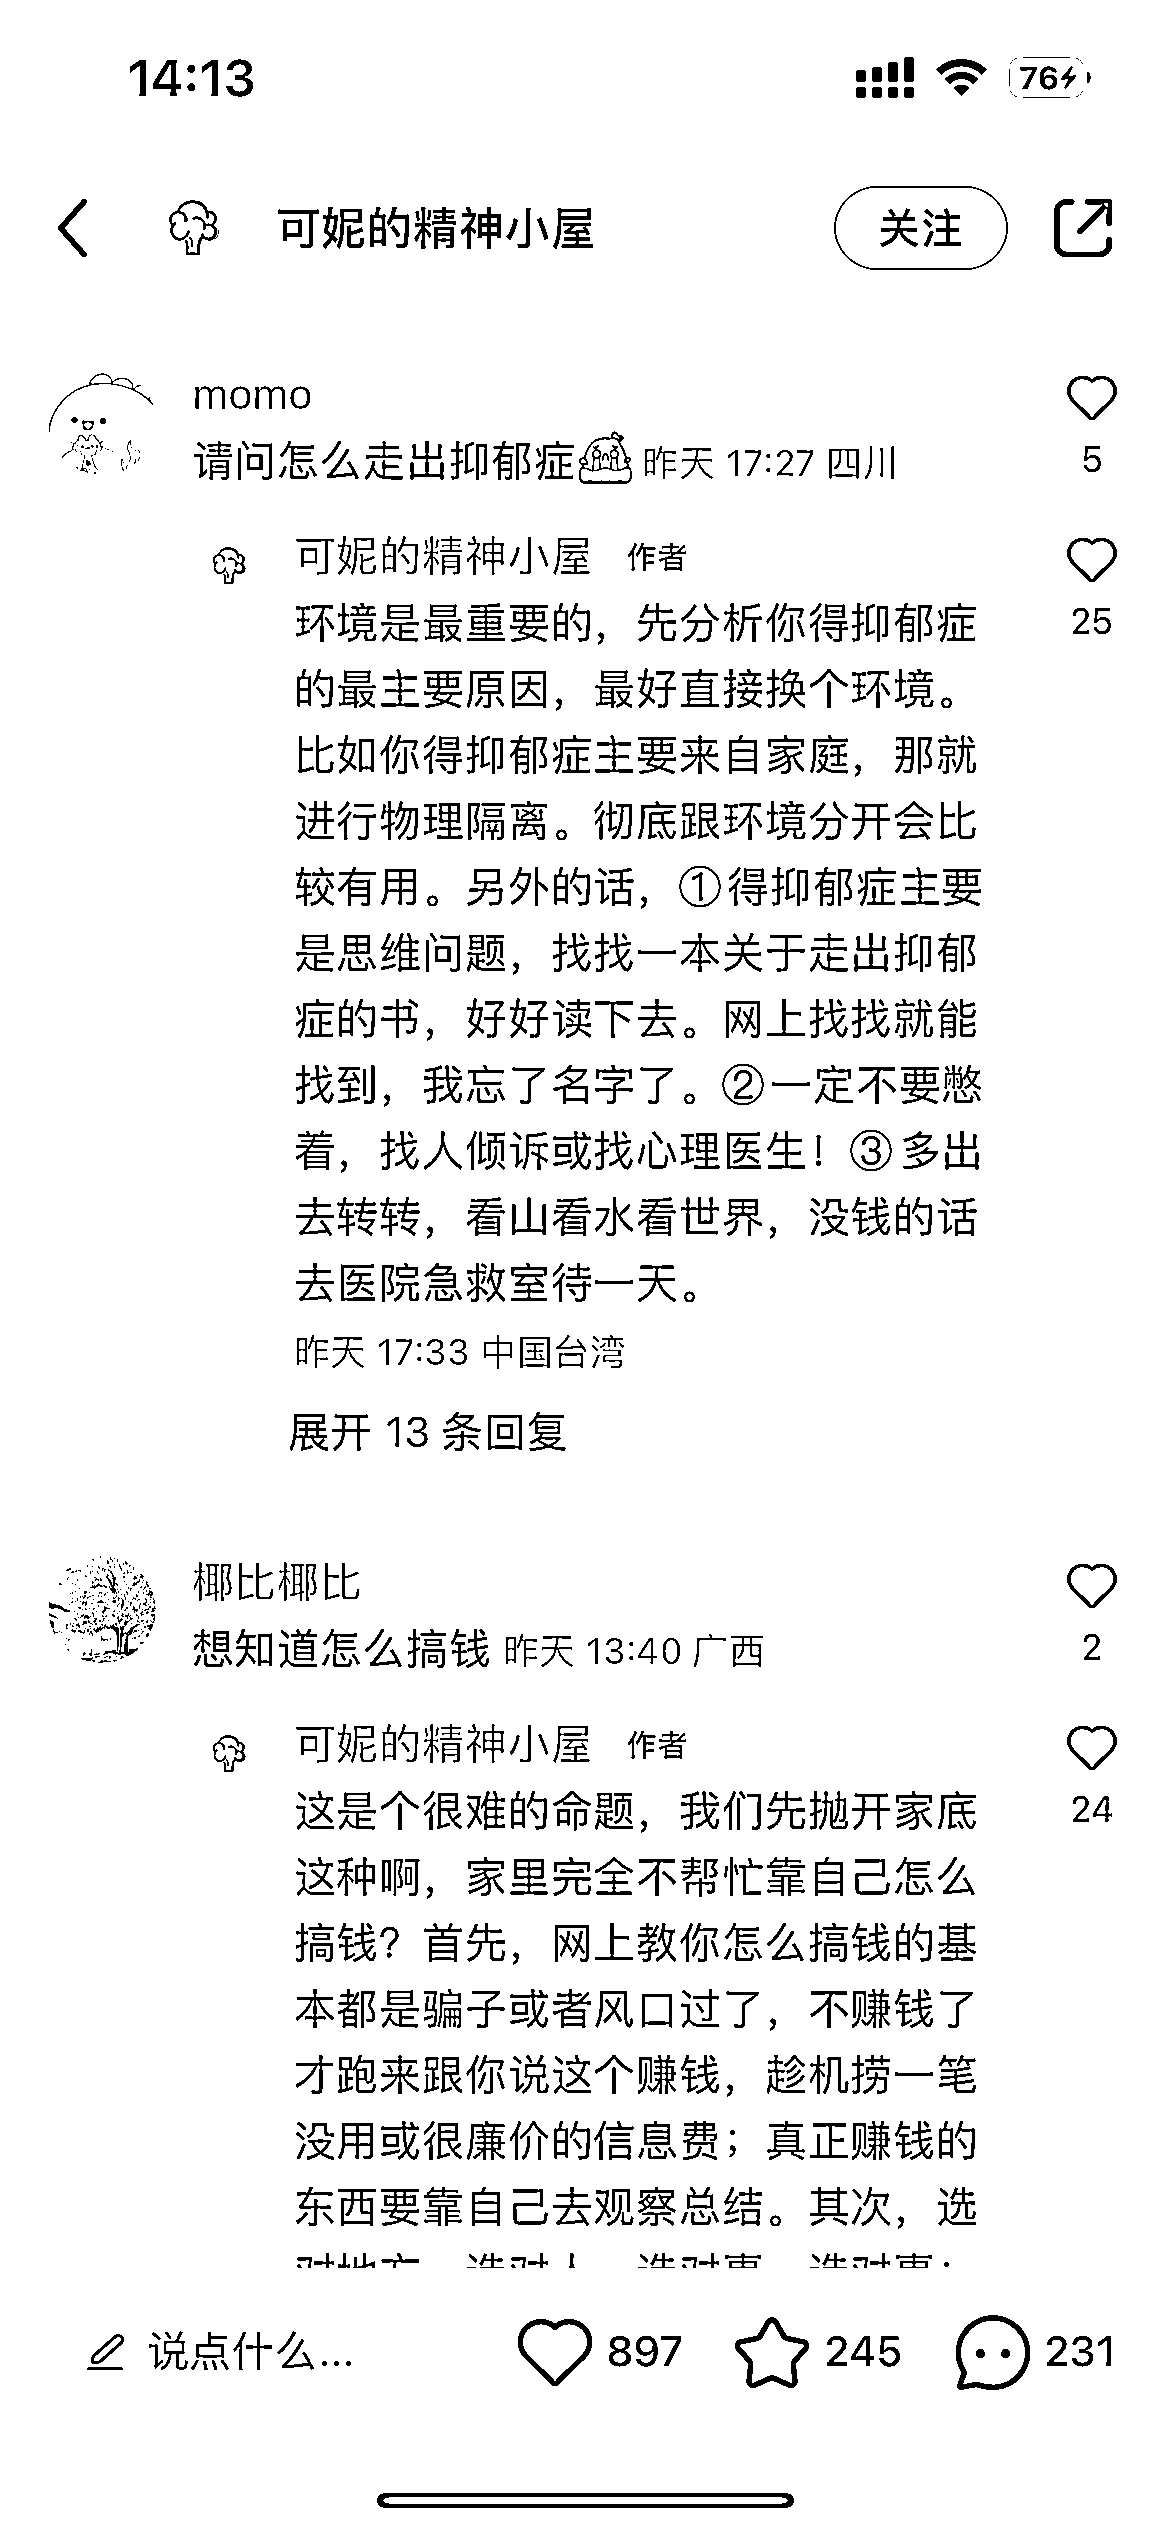 14:13
76
可妮的精神小屋
关注
momo
5
请问怎么走出抑郁症 昨天 17:27 四川
可妮的精神小屋 作者
25
环境是最重要的，先分析你得抑郁症
的最主要原因，最好直接换个环境。
比如你得抑郁症主要来自家庭，那就
进行物理隔离。彻底跟环境分开会比
较有用。另外的话，①得抑郁症主要
是思维问题，找找一本关于走出抑郁
症的书，好好读下去。网上找找就能
找到，我忘了名字了。②一定不要憋
着，找人倾诉或找心理医生！③多出
去转转，看山看水看世界，没钱的话
去医院急救室待一天。
昨天 17:33 中国台湾
展开 13 条回复
椰比椰比
想知道怎么搞钱 昨天 13:40 广西
2
可妮的精神小屋 作者
24
这是个很难的命题，我们先抛开家底
这种啊，家里完全不帮忙靠自己怎么
搞钱？首先，网上教你怎么搞钱的基
本都是骗子或者风口过了，不赚钱了
才跑来跟你说这个赚钱，趁机捞一笔
没用或很廉价的信息费；真正赚钱的
东西要靠自己去观察总结。其次，选
说点什么...
897
245
231